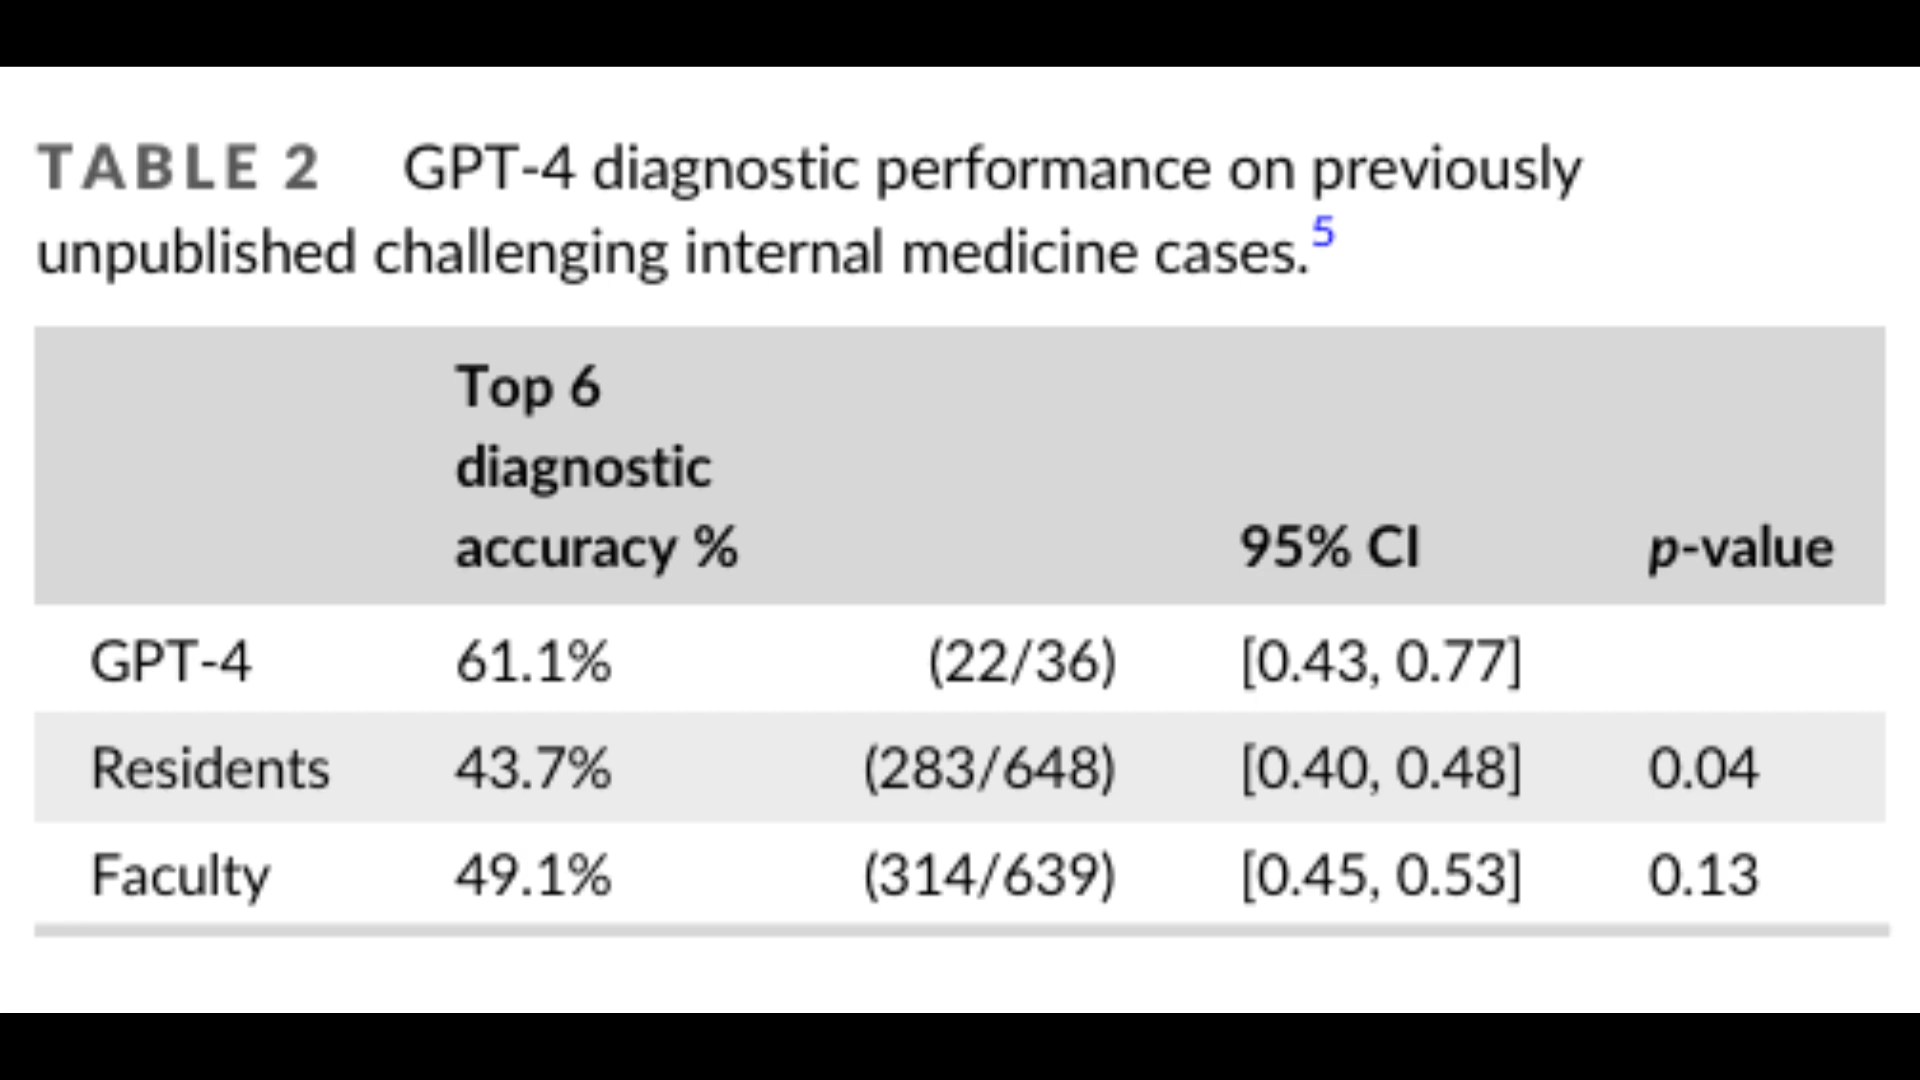 TABLE 2 GPT-4 diagnostic performance on previously
unpublished challenging internal medicine cases.5
Top 6
diagnostic
accuracy % 95% CI p-value
GPT-4 61.1% (22/36) [0.43, 0.77]
Residents 43.7% (283/648) [0.40, 0.48] 0.04
Faculty 49.1% (314/639) [0.45, 0.53] 0.13